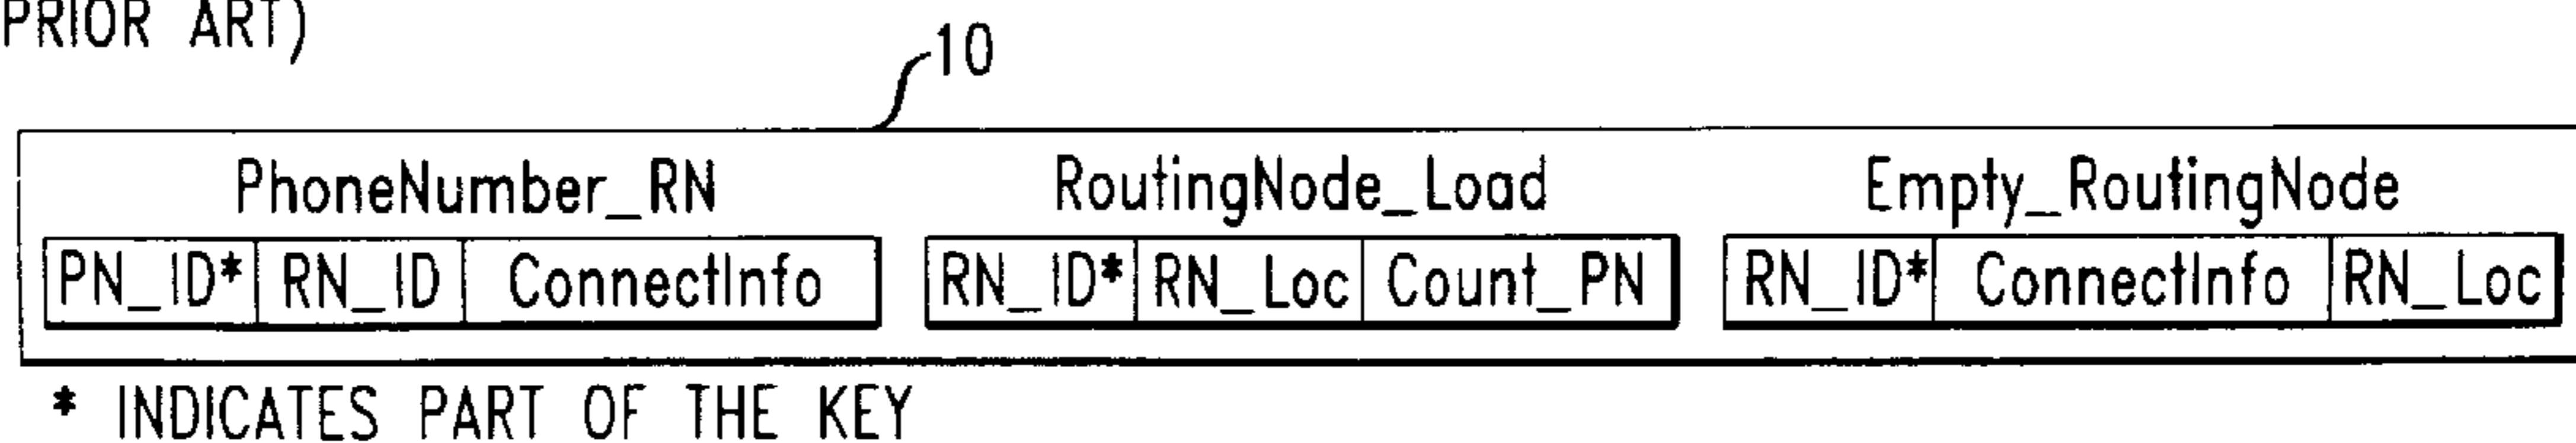 PRIOR ART)
10
PhoneNumber_RN RoutingNode_Load Empty_RoutingNode
PN_ID* RN_ID ConnectInfo RN_ID* RN_Loc Count_PN RN_ID* ConnectInfo RN_Loc
* INDICATES PART OF THE KEY